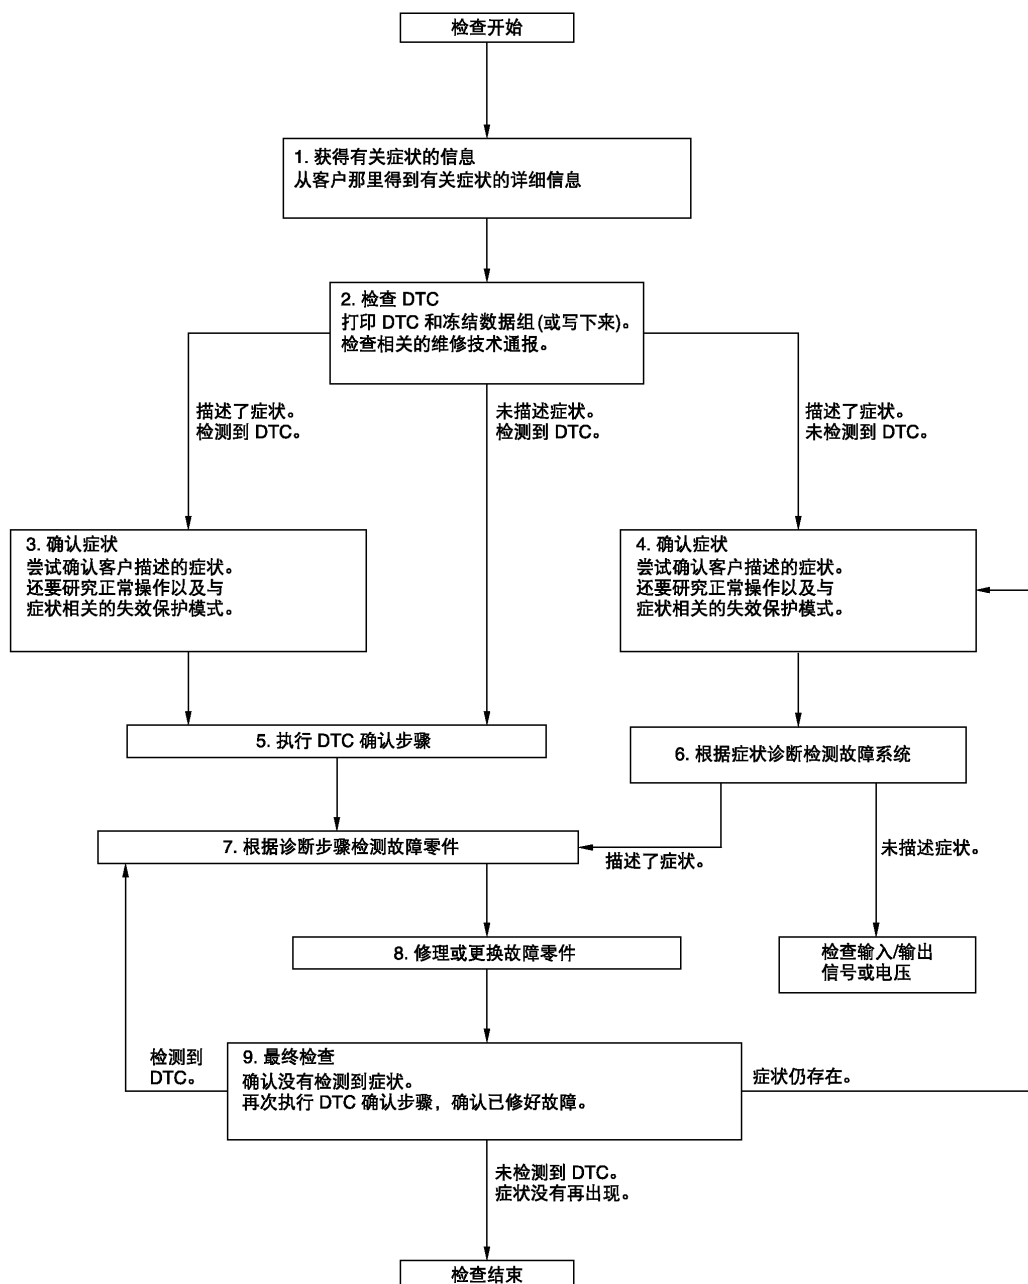 检查开始
1. 获得有关症状的信息
从客户那里得到有关症状的详细信息
2. 检查 DTC
打印 DTC 和冻结数据组(或写下来)。
检查相关的维修技术通报。
描述了症状。
检测到 DTC。
未描述症状。
检测到 DTC。
描述了症状。
未检测到 DTC。
3. 确认症状
尝试确认客户描述的症状。
还要研究正常操作以及与
症状相关的失效保护模式。
4. 确认症状
尝试确认客户描述的症状。
还要研究正常操作以及与
症状相关的失效保护模式。
5. 执行 DTC 确认步骤
6. 根据症状诊断检测故障系统
7. 根据诊断步骤检测故障零件
描述了症状。
未描述症状。
8. 修理或更换故障零件
检查输入/输出
信号或电压
检测到
DTC。
9. 最终检查
确认没有检测到症状。
再次执行 DTC 确认步骤，确认已修好故障。
症状仍存在。
未检测到 DTC。
症状没有再出现。
检查结束